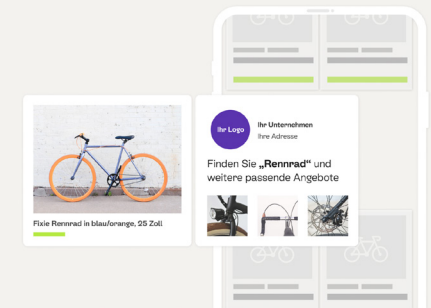 Fixie Rennrad in blau/orange, 25 Zoll
Ihr Logo
Ihr Unternehmen
Ihre Adresse
Finden Sie „Rennrad“ und
weitere passende Angebote